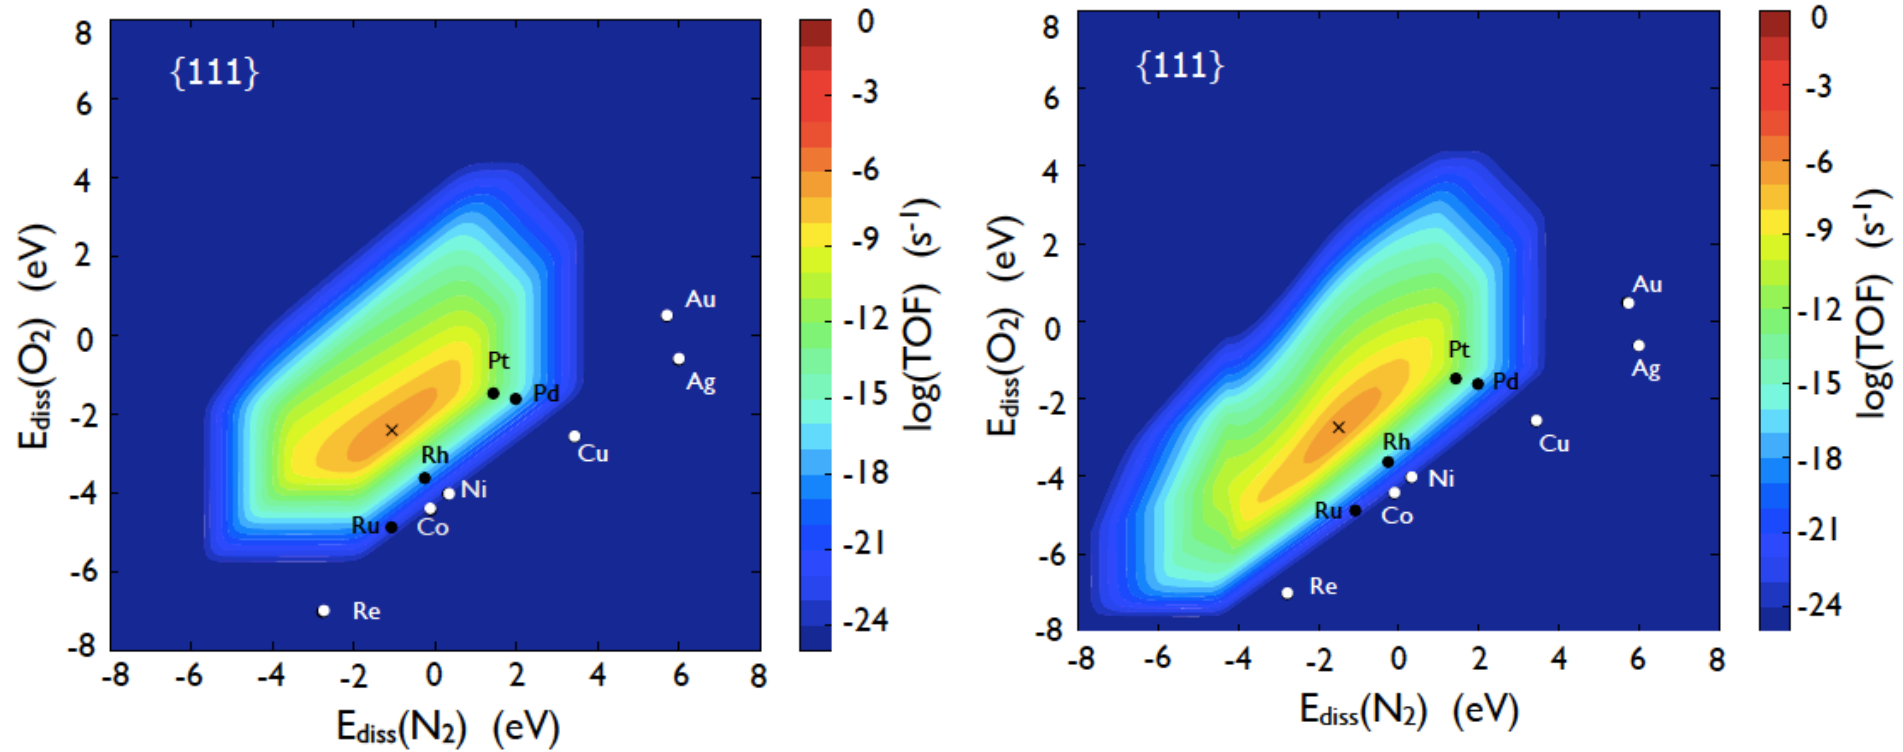 {111}
8
6
4
2
0
-2
-4
-6
-8
E_diss(O₂) (eV)
Au
Ag
Pt
Pd
Cu
Rh
Ni
Co
Ru
Re
-8 -6 -4 -2 0 2 4 6 8
E_diss(N₂) (eV)
0
-3
-6
-9
-12
-15
-18
-21
-24
log(TOF) (s⁻¹)
{111}
8
6
4
2
0
-2
-4
-6
-8
E_diss(O₂) (eV)
Au
Ag
Pt
Pd
Cu
Rh
Ni
Co
Ru
Re
-8 -6 -4 -2 0 2 4 6 8
E_diss(N₂) (eV)
0
-3
-6
-9
-12
-15
-18
-21
-24
log(TOF) (s⁻¹)